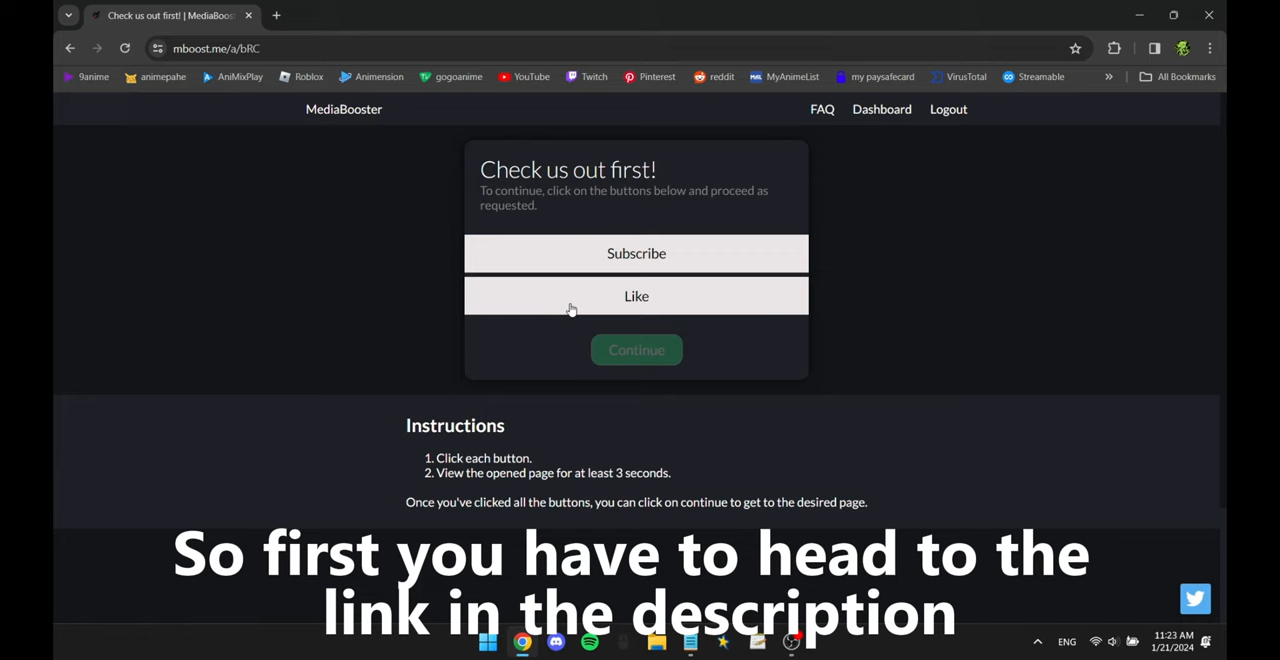 Check us out first! | MediaBoost
mboost.me/a/bRC
9anime
animepahe
AniMixPlay
Roblox
Animension
gogoanime
YouTube
Twitch
Pinterest
reddit
MyAnimeList
my paysafecard
VirusTotal
Streamable
»
All Bookmarks
MediaBooster
FAQ
Dashboard
Logout
Check us out first!
To continue, click on the buttons below and proceed as
requested.
Subscribe
Like
Continue
Instructions
1. Click each button.
2. View the opened page for at least 3 seconds.
Once you've clicked all the buttons, you can click on continue to get to the desired page.
So first you have to head to the
link in the description
ENG
11:23 AM
1/21/2024